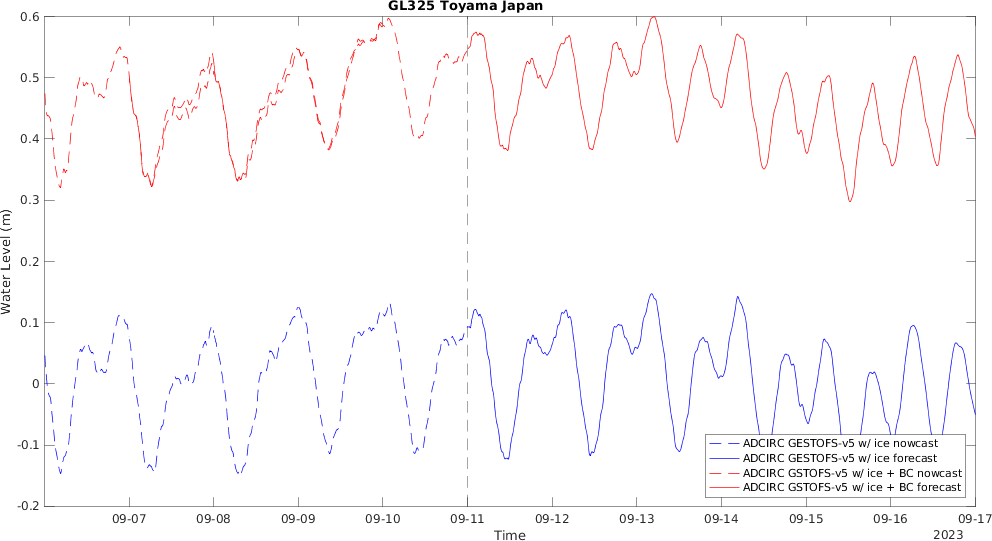 GL325 Toyama Japan
0.6
0.5
0.4
0.3
0.2
0.1
0
-0.1
-0.2
Water Level (m)
ADCIRC GESTOFS-v5 w/ ice nowcast
ADCIRC GESTOFS-v5 w/ ice forecast
ADCIRC GSTOFS-v5 w/ ice + BC nowcast
ADCIRC GSTOFS-v5 w/ ice + BC forecast
09-07 09-08 09-09 09-10 09-11 09-12 09-13 09-14 09-15 09-16 09-17
Time
2023